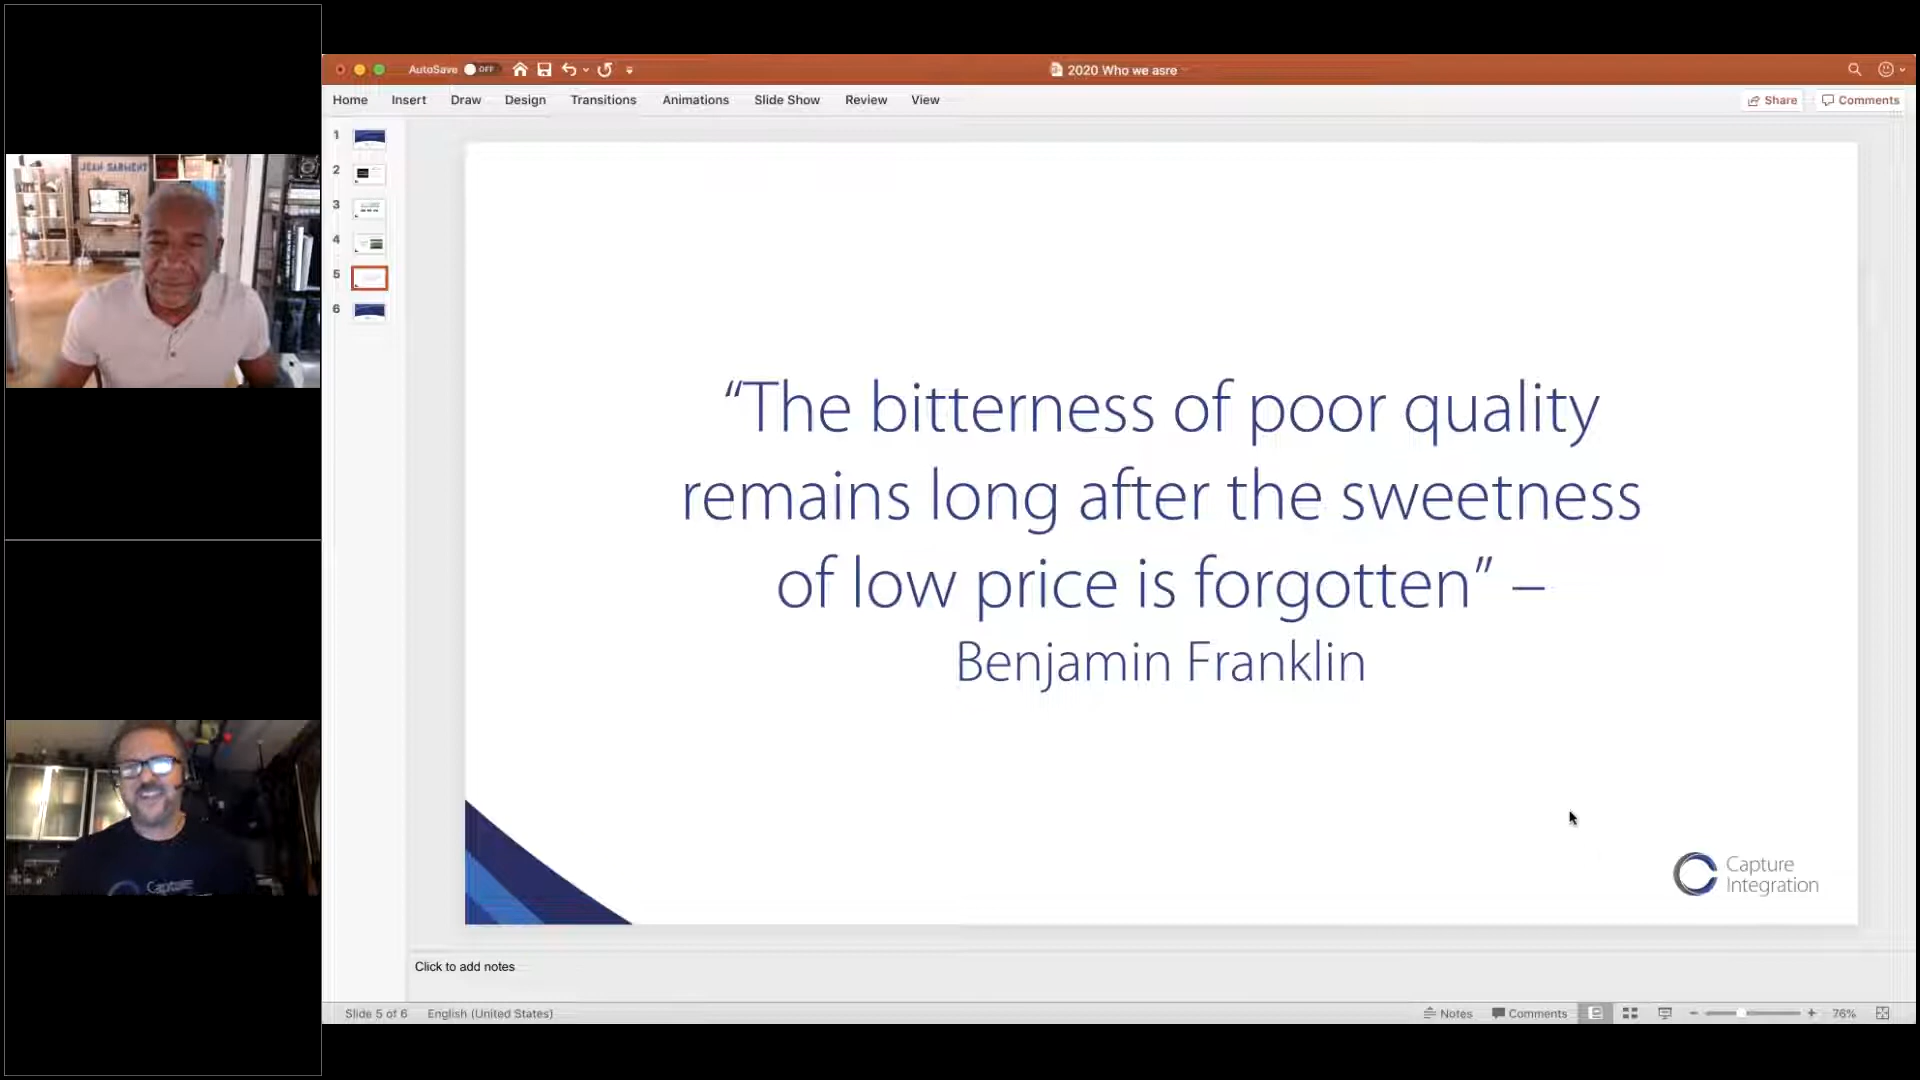 JEAN SARMENT
Capture
AutoSave OFF
2020 Who we asre
Home Insert Draw Design Transitions Animations Slide Show Review View
Share Comments
1
2
3
4
5
6
“The bitterness of poor quality
remains long after the sweetness
of low price is forgotten” –
Benjamin Franklin
Capture
Integration
Click to add notes
Slide 5 of 6 English (United States)
Notes Comments 76%